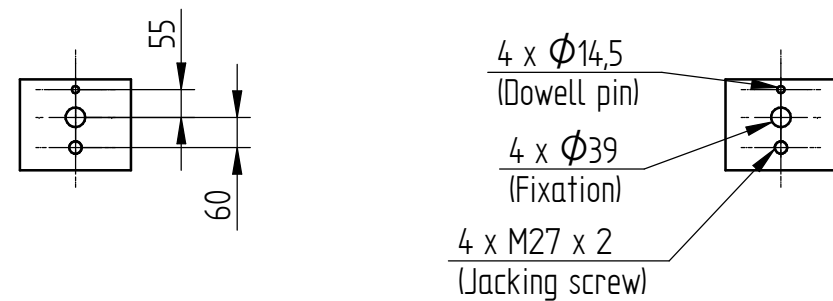 55
60
4 x Φ14,5
(Dowell pin)
4 x Φ39
(Fixation)
4 x M27 x 2
(Jacking screw)